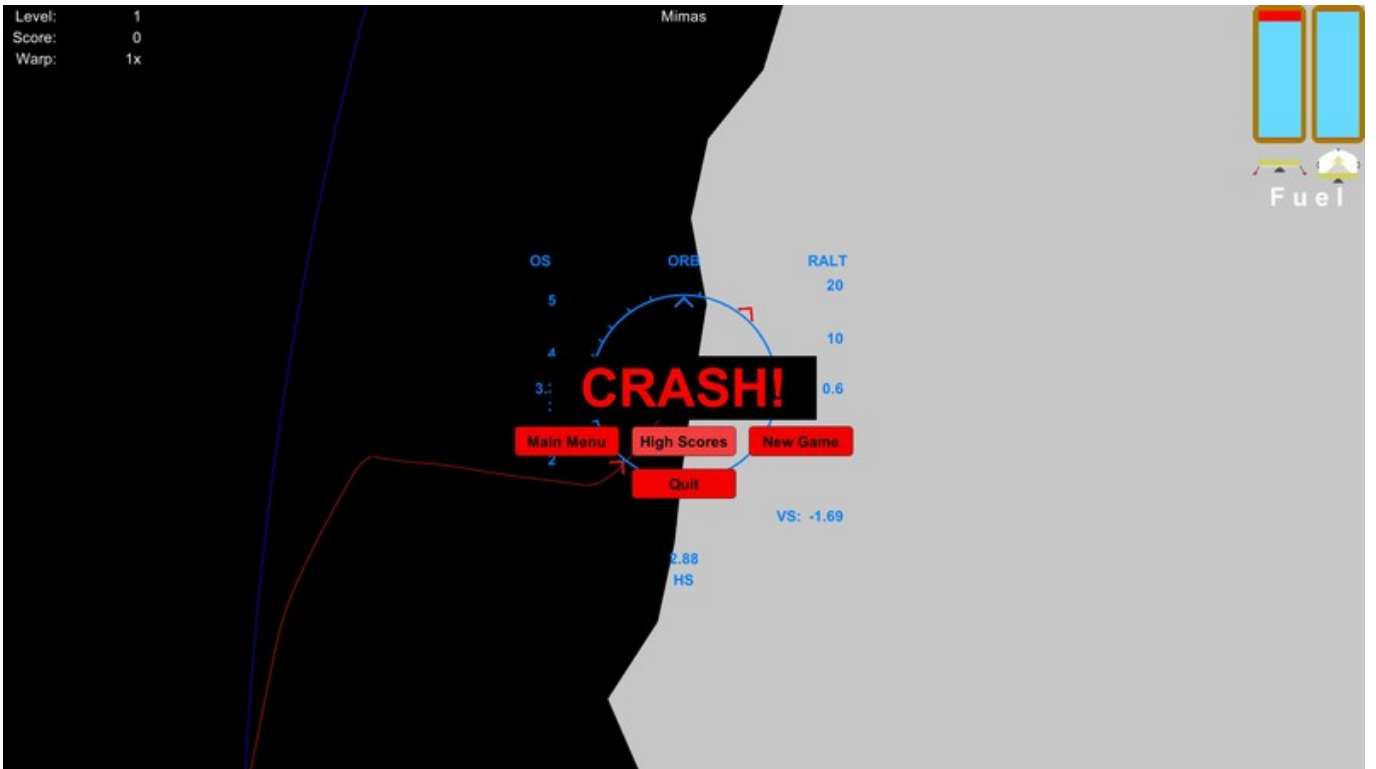 Level: 1
Score: 0
Warp: 1x
Mimas
Fuel
OS
ORB
RALT
5
20
4
10
CRASH!
0.6
Main Menu
High Scores
New Game
2
Quit
VS: -1.69
2.88
HS